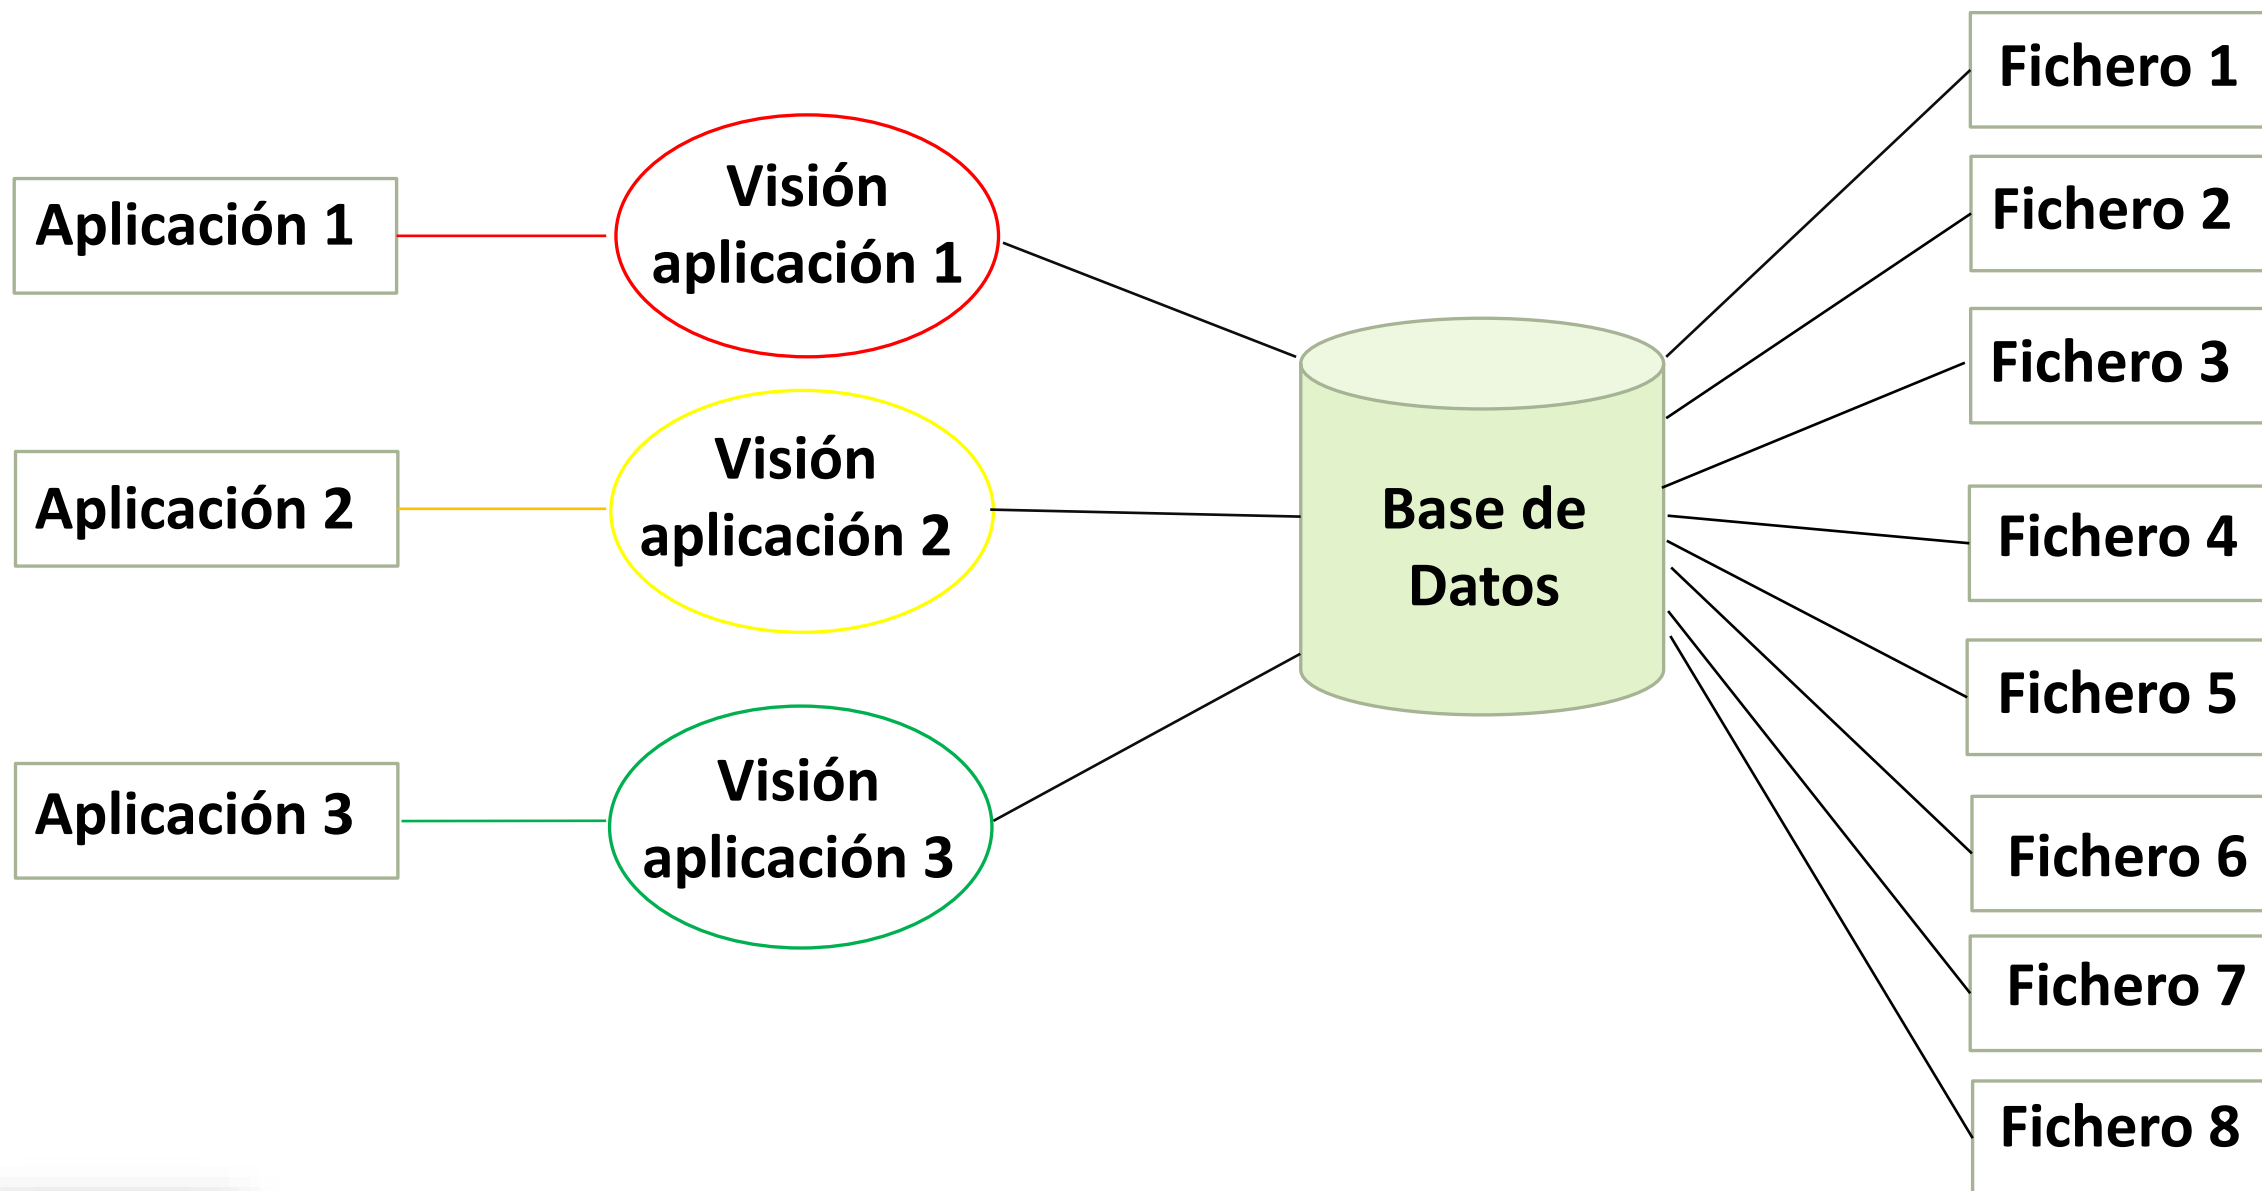 Aplicación 1
Visión
aplicación 1
Aplicación 2
Visión
aplicación 2
Aplicación 3
Visión
aplicación 3
Base de
Datos
Fichero 1
Fichero 2
Fichero 3
Fichero 4
Fichero 5
Fichero 6
Fichero 7
Fichero 8